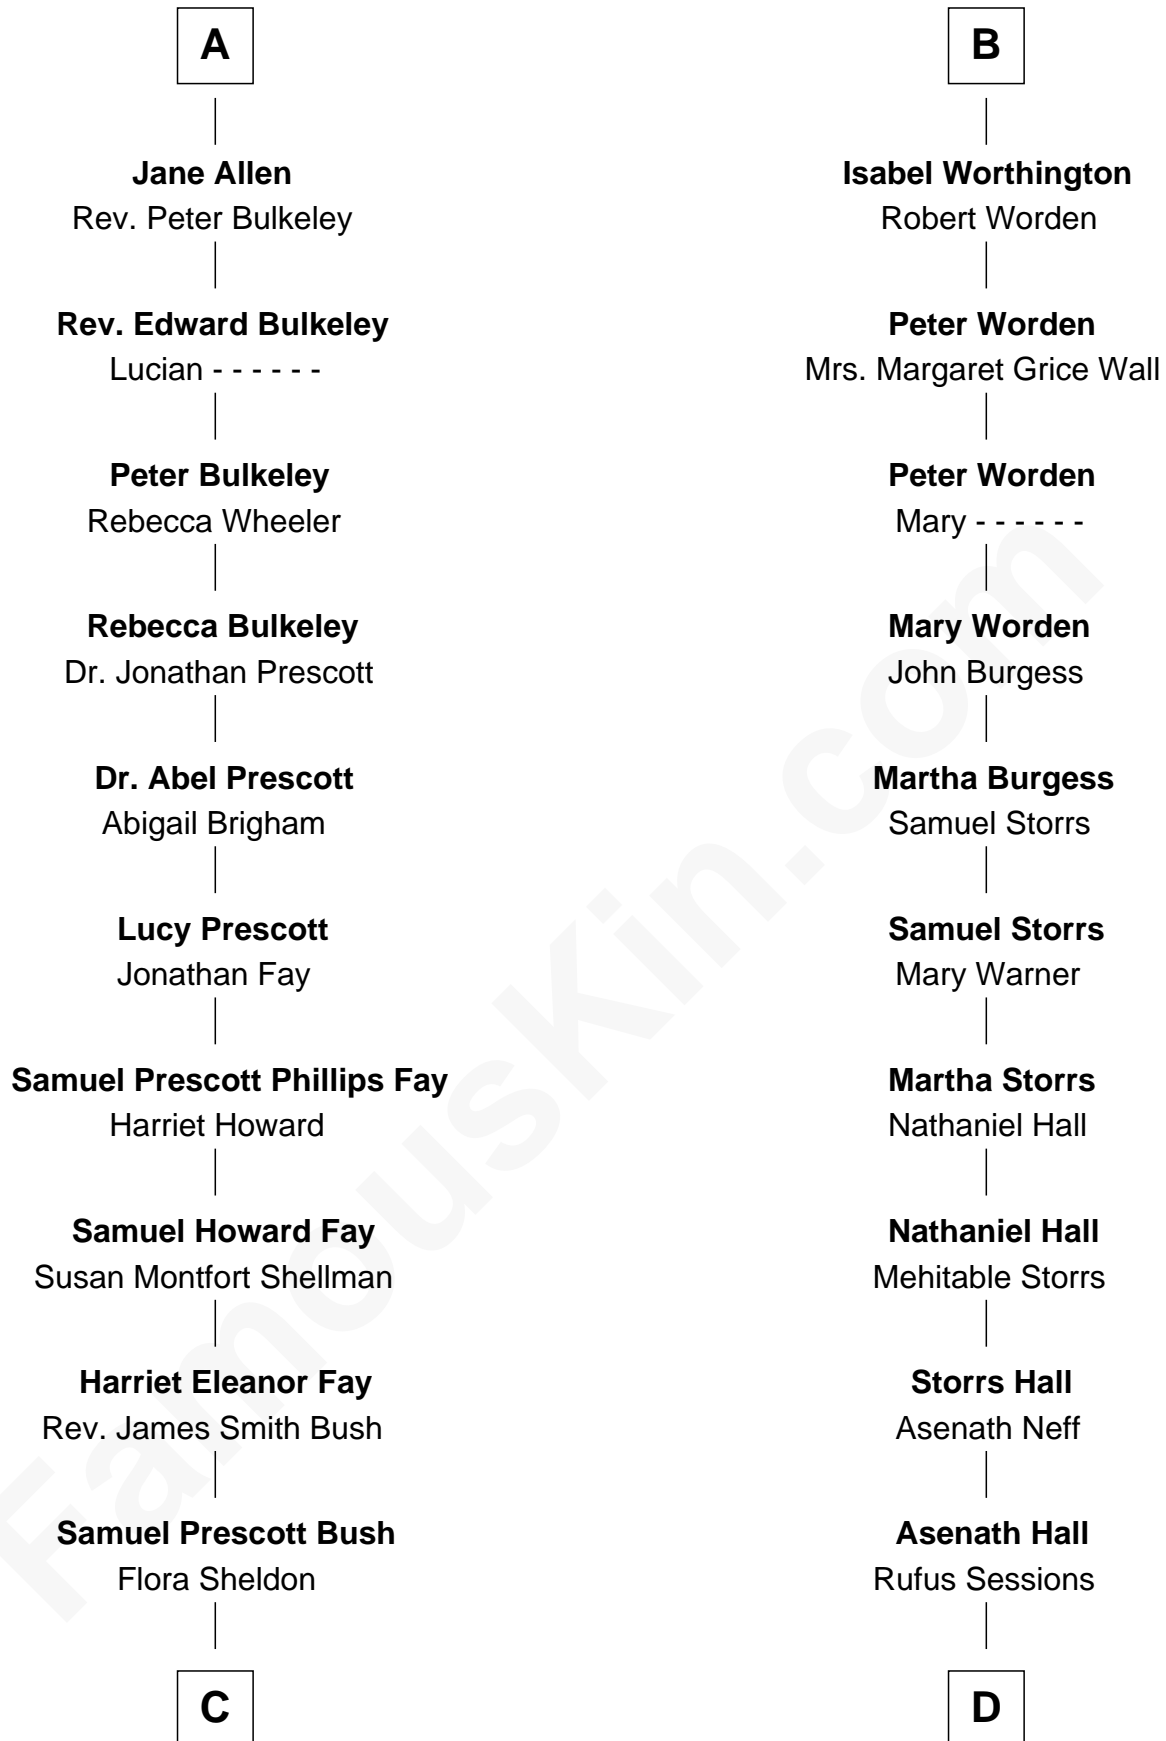 A
Jane Allen
Rev. Peter Bulkeley
Rev. Edward Bulkeley
Lucian - - - - - -
Peter Bulkeley
Rebecca Wheeler
Rebecca Bulkeley
Dr. Jonathan Prescott
Dr. Abel Prescott
Abigail Brigham
Lucy Prescott
Jonathan Fay
Samuel Prescott Phillips Fay
Harriet Howard
Samuel Howard Fay
Susan Montfort Shellman
Harriet Eleanor Fay
Rev. James Smith Bush
Samuel Prescott Bush
Flora Sheldon
C
B
Isabel Worthington
Robert Worden
Peter Worden
Mrs. Margaret Grice Wall
Peter Worden
Mary - - - - - -
Mary Worden
John Burgess
Martha Burgess
Samuel Storrs
Samuel Storrs
Mary Warner
Martha Storrs
Nathaniel Hall
Nathaniel Hall
Mehitable Storrs
Storrs Hall
Asenath Neff
Asenath Hall
Rufus Sessions
D
FamousKin.com